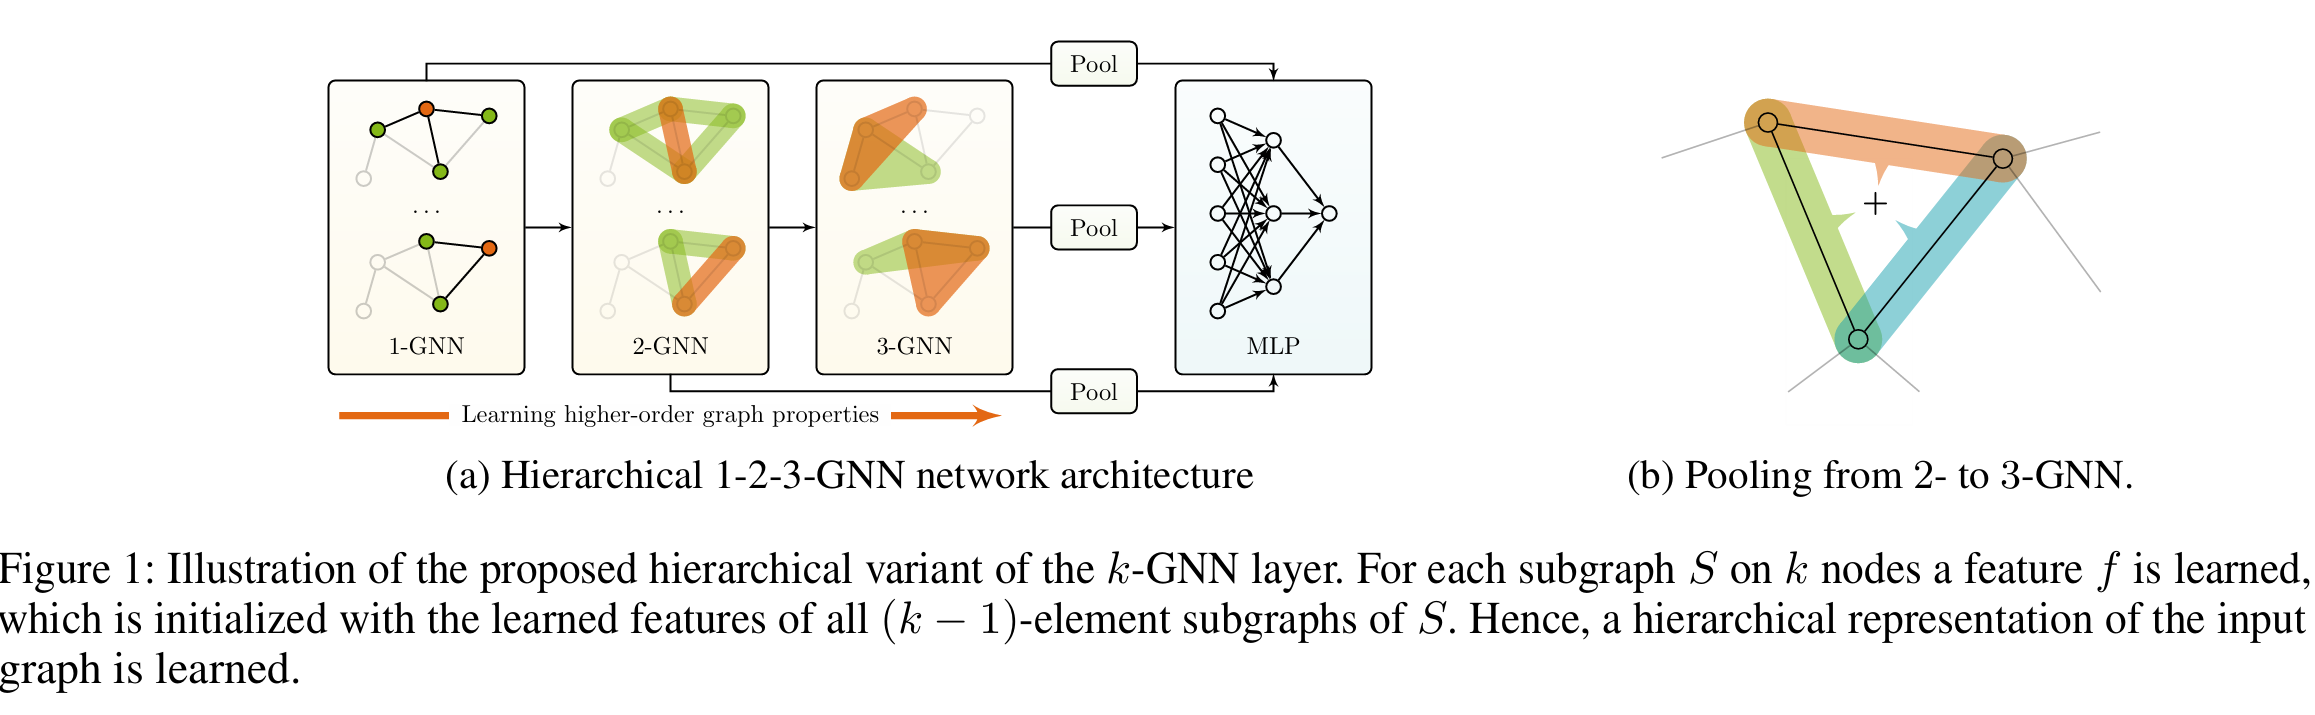 Pool
. . .
. . .
. . .
1-GNN
2-GNN
3-GNN
Pool
MLP
Pool
Learning higher-order graph properties
+
(a) Hierarchical 1-2-3-GNN network architecture
(b) Pooling from 2- to 3-GNN.
Figure 1: Illustration of the proposed hierarchical variant of the k-GNN layer. For each subgraph S on k nodes a feature f is learned,
which is initialized with the learned features of all (k − 1)-element subgraphs of S. Hence, a hierarchical representation of the input
graph is learned.